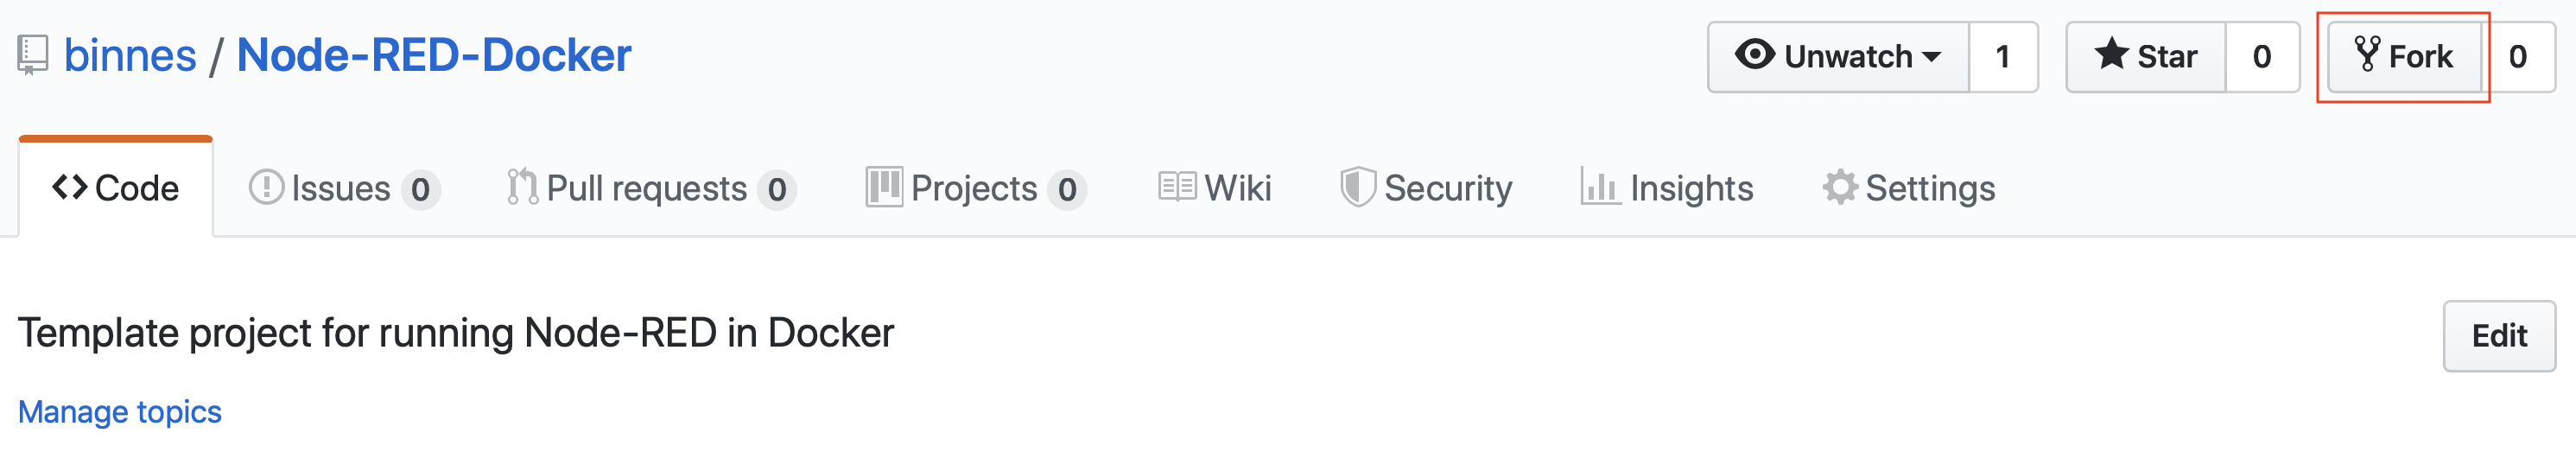 binnes / Node-RED-Docker Unwatch 1 Star 0 Fork 0
Code Issues 0 Pull requests 0 Projects 0 Wiki Security Insights Settings
Template project for running Node-RED in Docker Edit
Manage topics